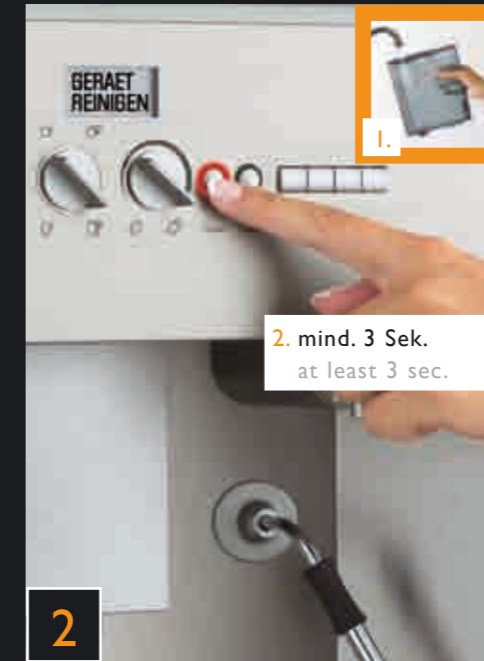 GERAET
REINIGEN
1.
2. mind. 3 Sek.
at least 3 sec.
2